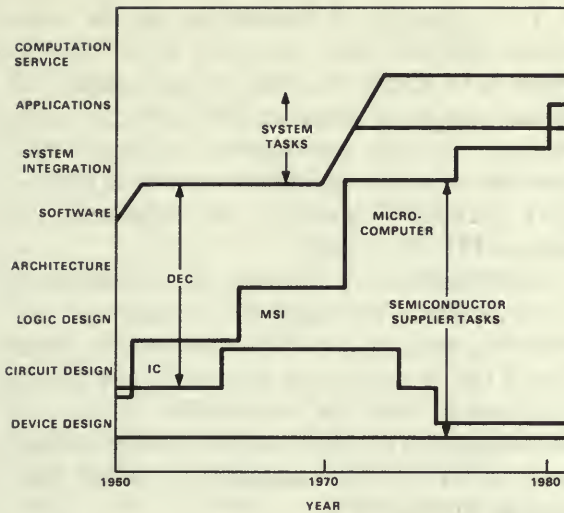 COMPUTATION
SERVICE
APPLICATIONS
SYSTEM
TASKS
SYSTEM
INTEGRATION
SOFTWARE
MICRO-
COMPUTER
ARCHITECTURE
DEC
LOGIC DESIGN
MSI
SEMICONDUCTOR
SUPPLIER TASKS
CIRCUIT DESIGN
IC
DEVICE DESIGN
1960
1970
1980
YEAR